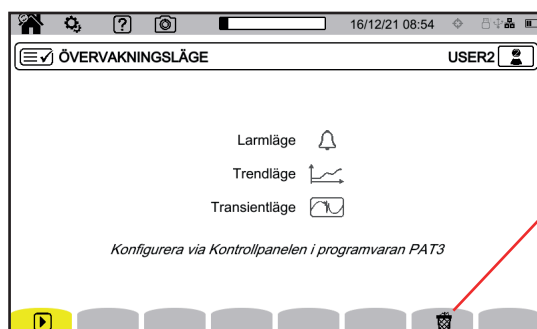 ? 16/12/21 08:54
ÖVERVAKNINGSLÄGE USER2
Larmläge
Trendläge
Transientläge
Konfigurera via Kontrollpanelen i programvaran PAT3